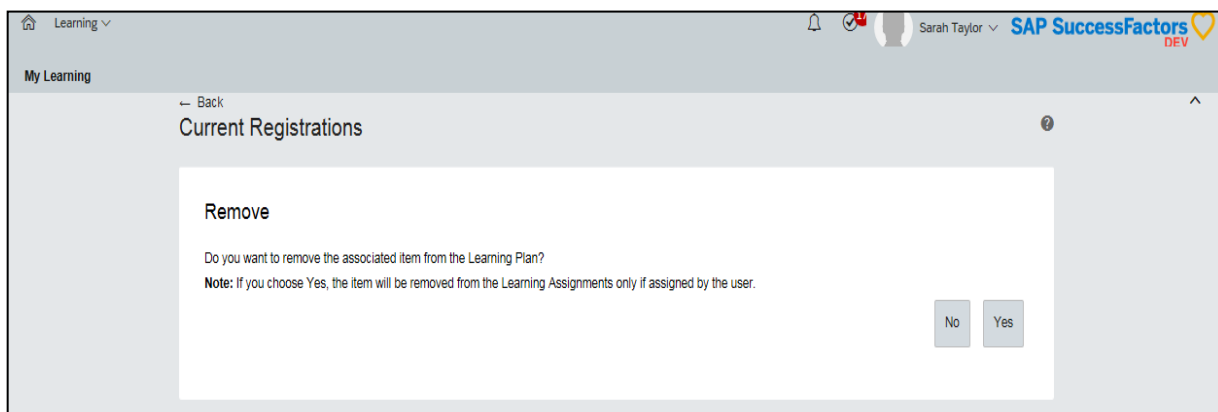 Learning
17
Sarah Taylor
SAP SuccessFactors
DEV
My Learning
← Back
Current Registrations
?
Remove
Do you want to remove the associated item from the Learning Plan?
Note: If you choose Yes, the item will be removed from the Learning Assignments only if assigned by the user.
No Yes